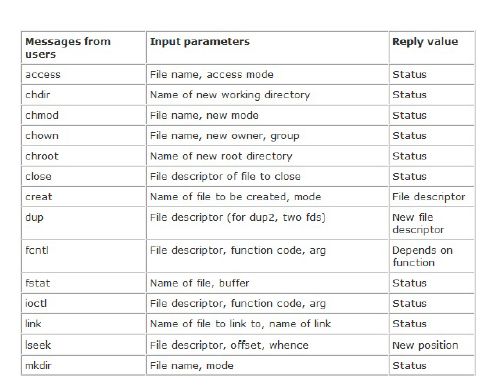 Messages from users Input parameters Reply value
access File name, access mode Status
chdir Name of new working directory Status
chmod File name, new mode Status
chown File name, new owner, group Status
chroot Name of new root directory Status
close File descriptor of file to close Status
creat Name of file to be created, mode File descriptor
dup File descriptor (for dup2, two fds) New file descriptor
fcntl File descriptor, function code, arg Depends on function
fstat Name of file, buffer Status
ioctl File descriptor, function code, arg Status
link Name of file to link to, name of link Status
lseek File descriptor, offset, whence New position
mkdir File name, mode Status